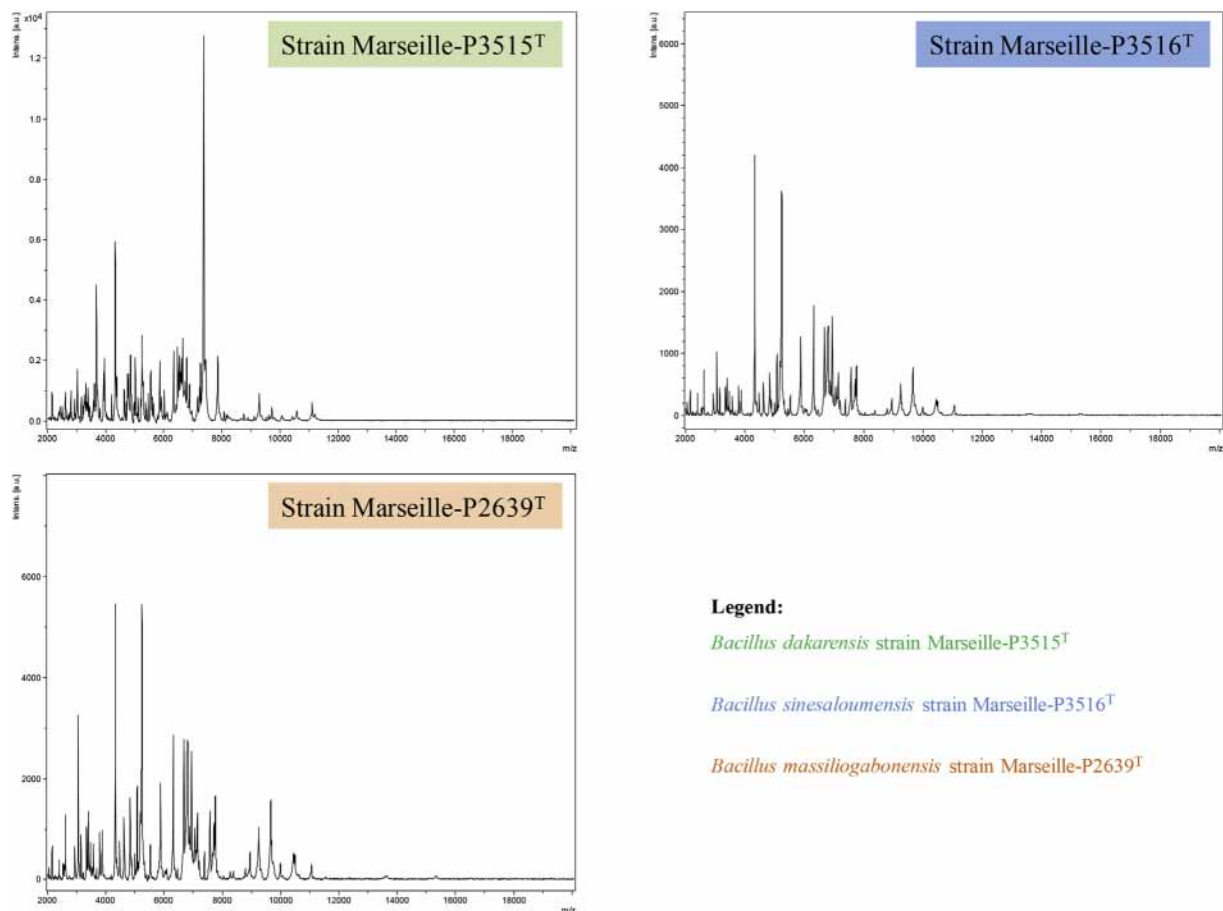 Intens. [a.u.]
x10⁴
Strain Marseille-P3515ᵀ
1.2
1.0
0.8
0.6
0.4
0.2
0.0
2000 4000 6000 8000 10000 12000 14000 16000 18000
m/z
Intens. [a.u.]
Strain Marseille-P3516ᵀ
6000
5000
4000
3000
2000
1000
0
2000 4000 6000 8000 10000 12000 14000 16000 18000
m/z
Intens. [a.u.]
Strain Marseille-P2639ᵀ
6000
4000
2000
0
2000 4000 6000 8000 10000 12000 14000 16000 18000
m/z
Legend:
Bacillus dakarensis strain Marseille-P3515ᵀ
Bacillus sinesaloumensis strain Marseille-P3516ᵀ
Bacillus massiliogabonensis strain Marseille-P2639ᵀ